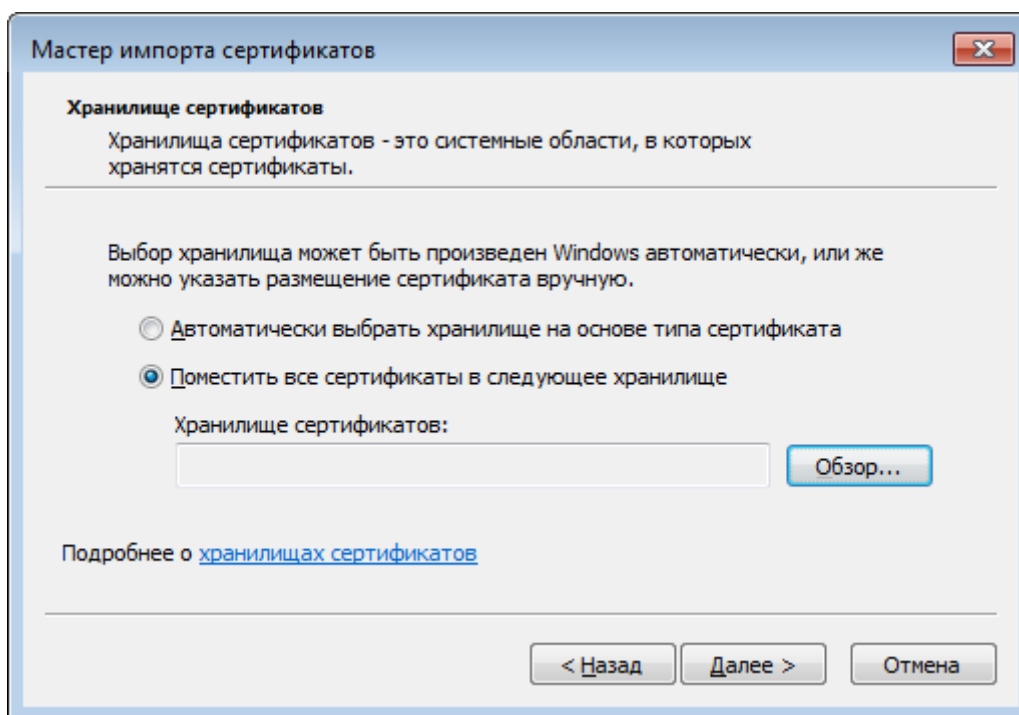 Мастер импорта сертификатов
Хранилище сертификатов
Хранилища сертификатов - это системные области, в которых
хранятся сертификаты.
Выбор хранилища может быть произведен Windows автоматически, или же
можно указать размещение сертификата вручную.
Автоматически выбрать хранилище на основе типа сертификата
Поместить все сертификаты в следующее хранилище
Хранилище сертификатов:
Обзор...
Подробнее о хранилищах сертификатов
< Назад Далее > Отмена